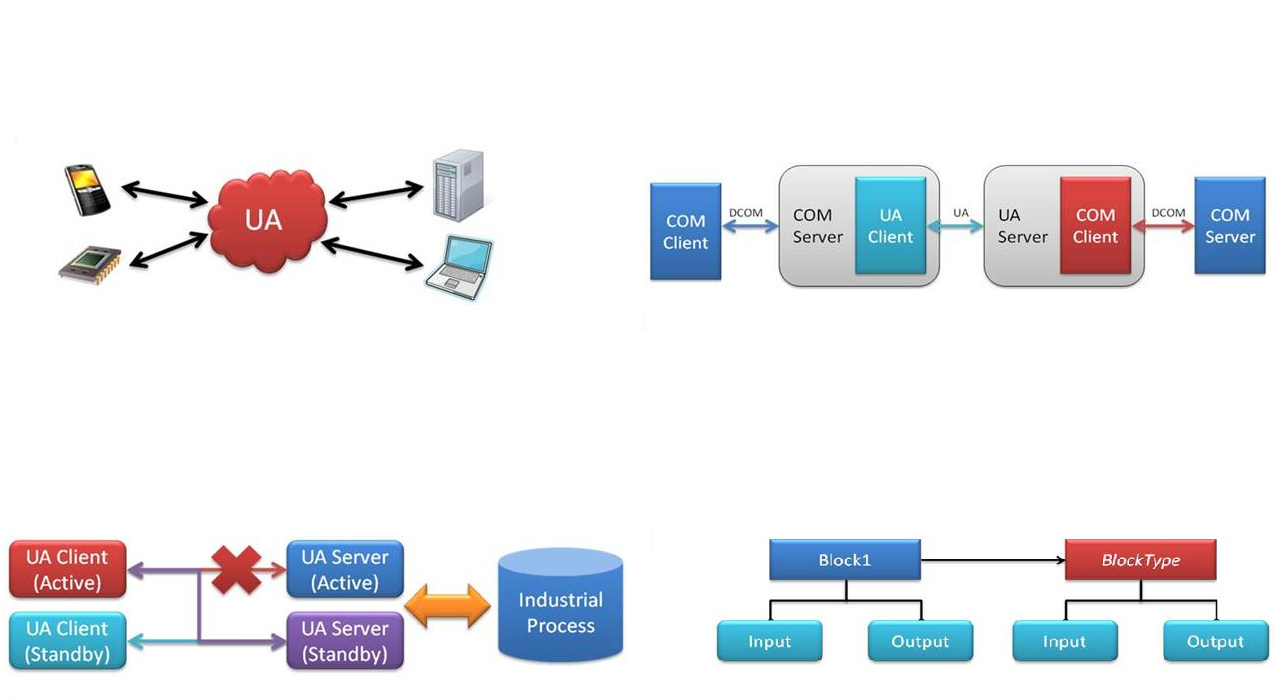 UA
COM
Client
DCOM
COM
Server
UA
Client
UA
UA
Server
COM
Client
DCOM
COM
Server
UA Client
(Active)
UA Server
(Active)
UA Client
(Standby)
UA Server
(Standby)
Industrial
Process
Block1
BlockType
Input
Output
Input
Output